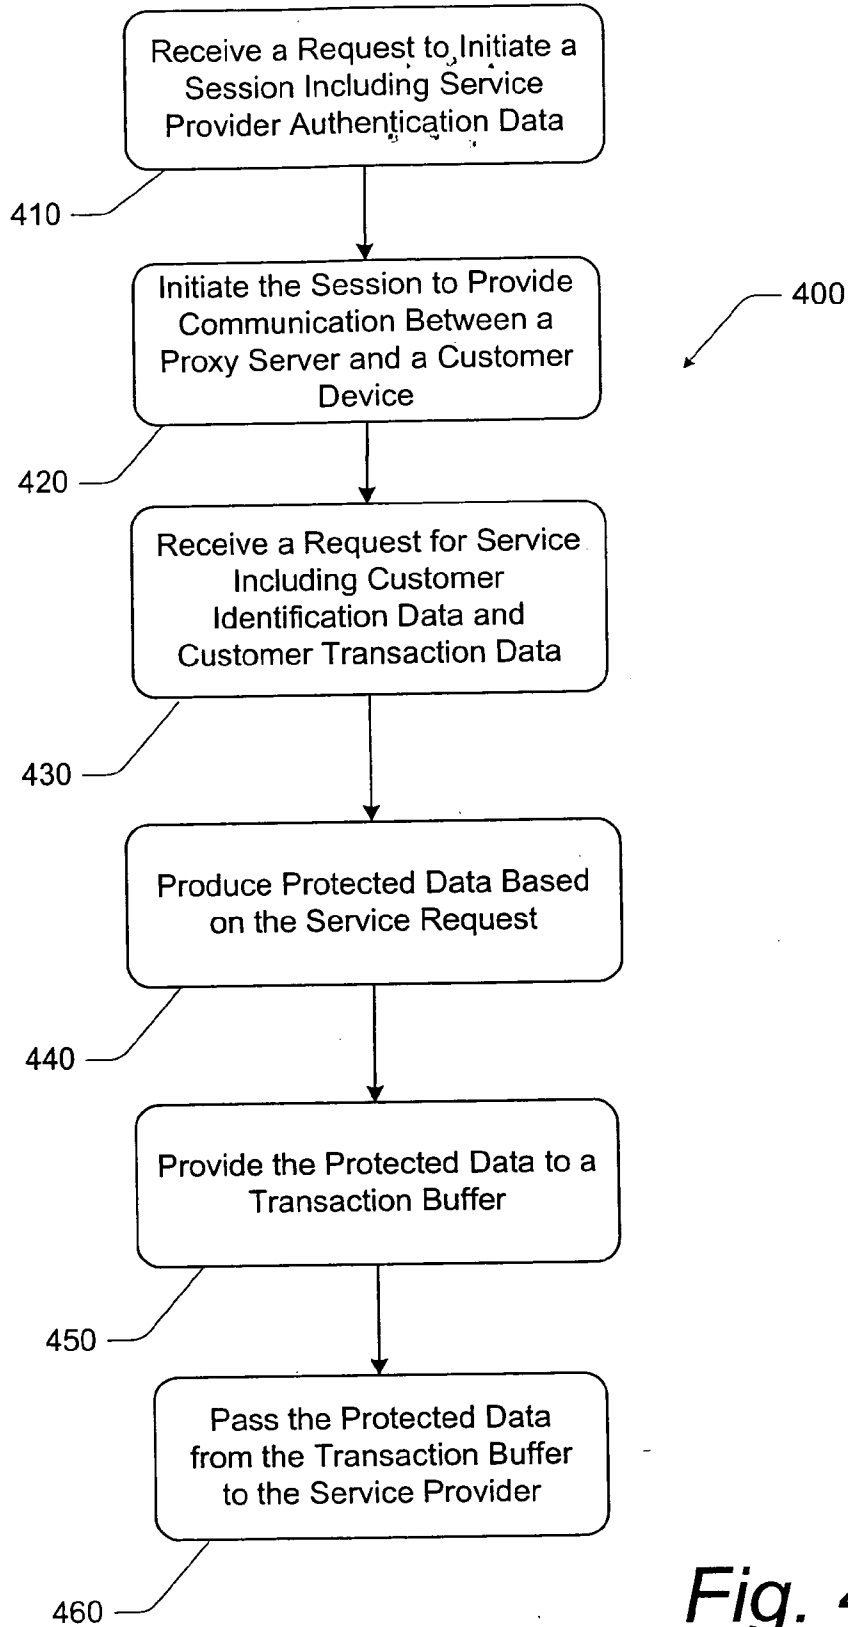 Receive a Request to Initiate a
Session Including Service
Provider Authentication Data
410
400
Initiate the Session to Provide
Communication Between a
Proxy Server and a Customer
Device
420
Receive a Request for Service
Including Customer
Identification Data and
Customer Transaction Data
430
Produce Protected Data Based
on the Service Request
440
Provide the Protected Data to a
Transaction Buffer
450
Pass the Protected Data
from the Transaction Buffer
to the Service Provider
460
Fig. 4